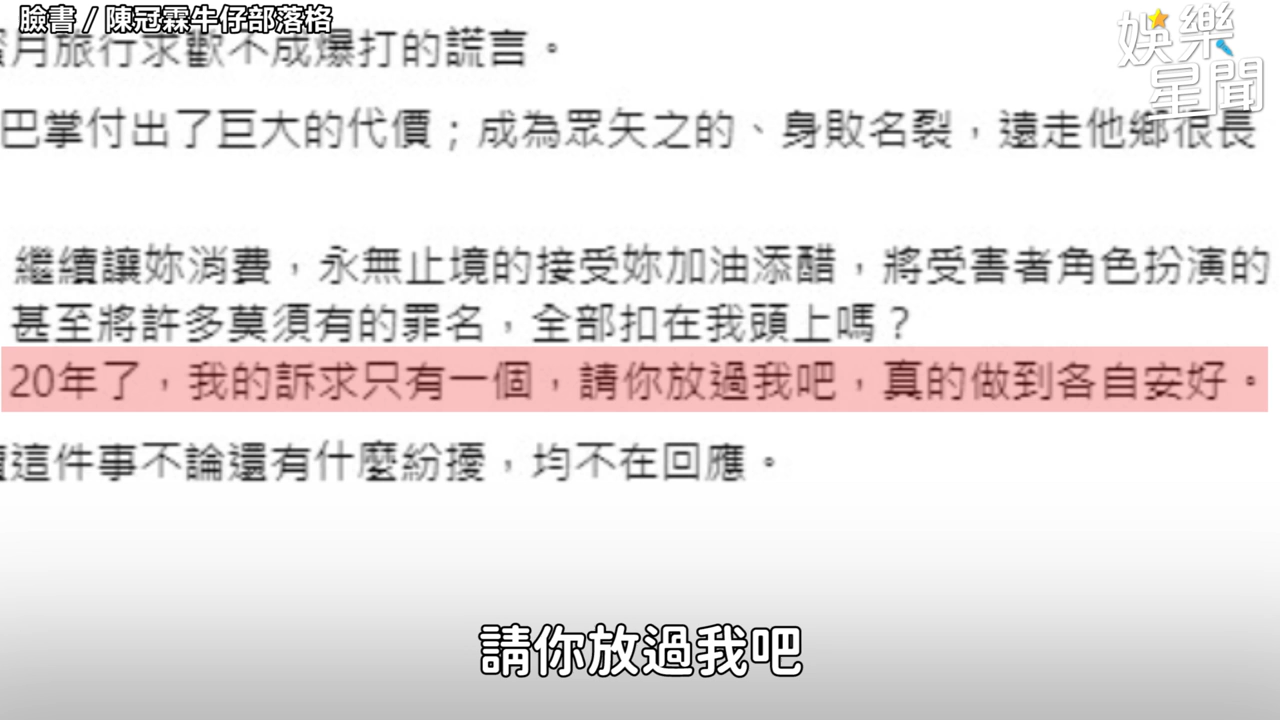 臉書 / 陳冠霖牛仔部落格
娛樂星聞
蜜月旅行求歡不成爆打的謊言。
巴掌付出了巨大的代價；成為眾矢之的、身敗名裂，遠走他鄉很長
繼續讓妳消費，永無止境的接受妳加油添醋，將受害者角色扮演的
甚至將許多莫須有的罪名，全部扣在我頭上嗎？
20年了，我的訴求只有一個，請你放過我吧，真的做到各自安好。
這件事不論還有什麼紛擾，均不在回應。
請你放過我吧